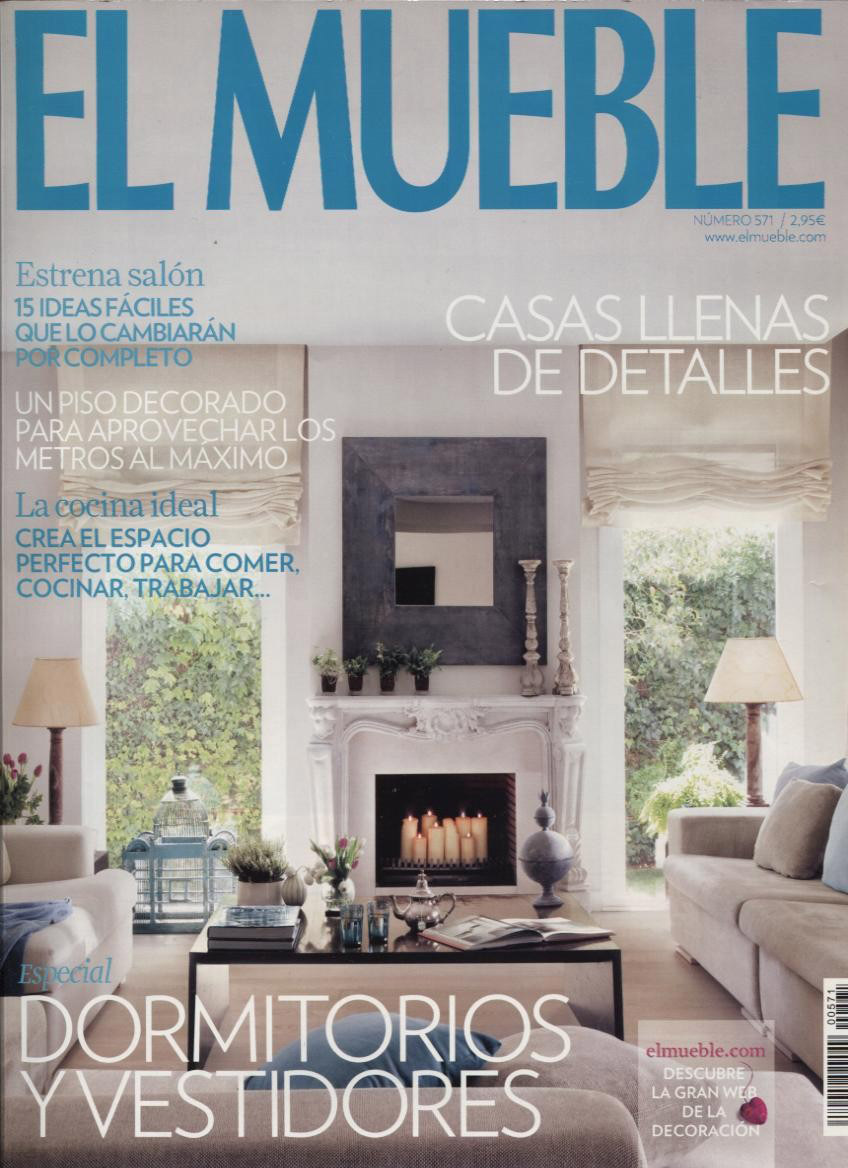 EL MUEBLE
NÚMERO 571 / 2,95€
www.elmueble.com
Estrena salón
15 IDEAS FÁCILES
QUE LO CAMBIARÁN
POR COMPLETO
CASAS LLENAS
DE DETALLES
UN PISO DECORADO
PARA APROVECHAR LOS
METROS AL MÁXIMO
La cocina ideal
CREA EL ESPACIO
PERFECTO PARA COMER,
COCINAR, TRABAJAR...
Especial
DORMITORIOS
Y VESTIDORES
elmueble.com
DESCUBRE
LA GRAN WEB
DE LA
DECORACIÓN
00571